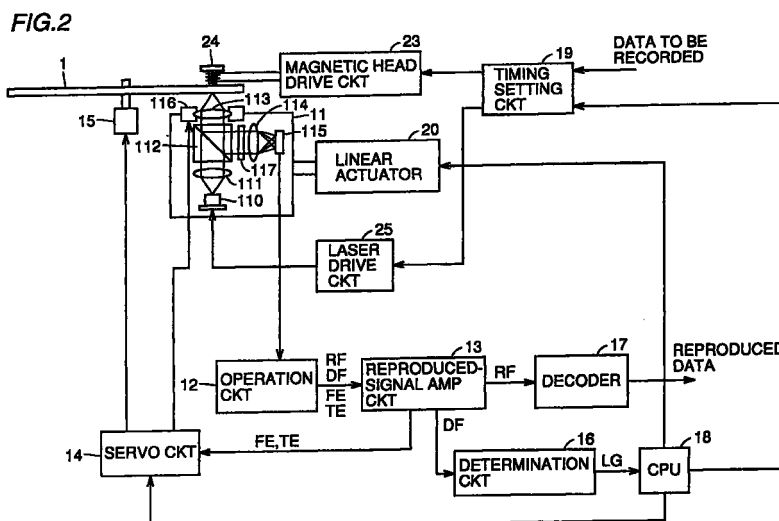 FIG.2
24
23
MAGNETIC HEAD
DRIVE CKT
19
TIMING
SETTING
CKT
DATA TO BE
RECORDED
1
116
113
114
11
15
115
112
117
111
110
20
LINEAR
ACTUATOR
25
LASER
DRIVE
CKT
12
OPERATION
CKT
RF
DF
FE
TE
13
REPRODUCED-
SIGNAL AMP
CKT
RF
17
DECODER
REPRODUCED
DATA
DF
14
SERVO CKT
FE,TE
16
DETERMINATION
CKT
LG
18
CPU